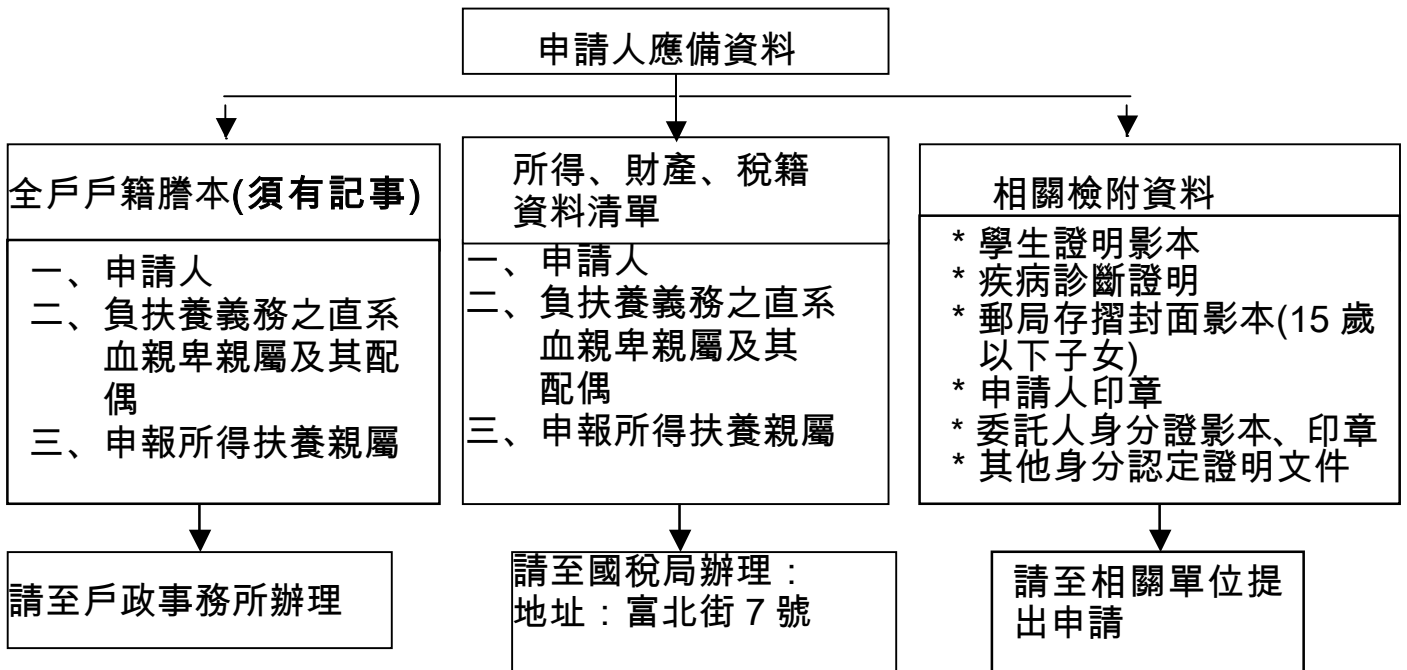 申請人應備資料
全戶戶籍謄本(須有記事)
一、申請人
二、負扶養義務之直系
血親卑親屬及其配
偶
三、申報所得扶養親屬
請至戶政事務所辦理
所得、財產、稅籍
資料清單
一、申請人
二、負扶養義務之直系
血親卑親屬及其
配偶
三、申報所得扶養親屬
請至國稅局辦理：
地址：富北街 7 號
相關檢附資料
* 學生證明影本
* 疾病診斷證明
* 郵局存摺封面影本(15 歲
以下子女)
* 申請人印章
* 委託人身分證影本、印章
* 其他身分認定證明文件
請至相關單位提
出申請